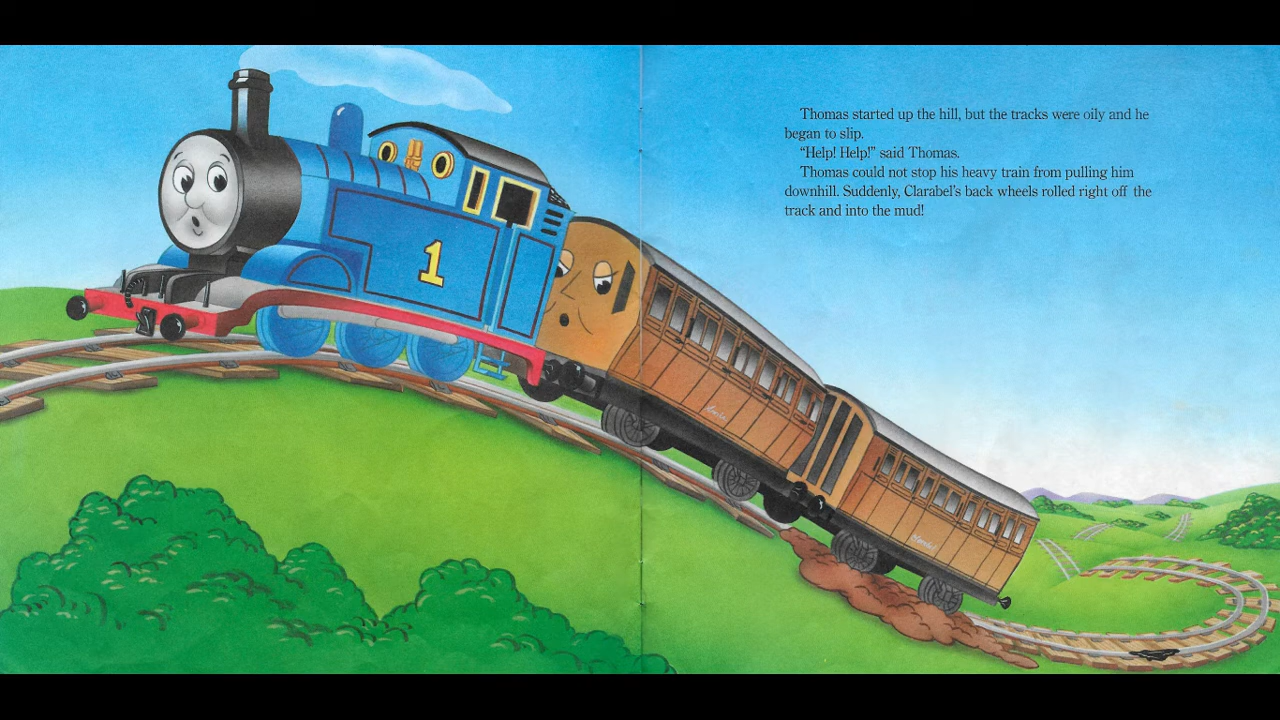 1
Thomas started up the hill, but the tracks were oily and he
began to slip.
“Help! Help!” said Thomas.
Thomas could not stop his heavy train from pulling him
downhill. Suddenly, Clarabel’s back wheels rolled right off the
track and into the mud!